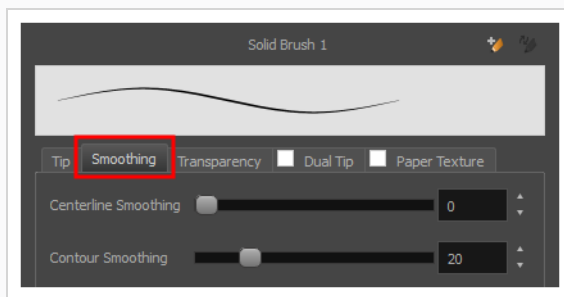 Solid Brush 1
Tip Smoothing Transparency Dual Tip Paper Texture
Centerline Smoothing 0
Contour Smoothing 20